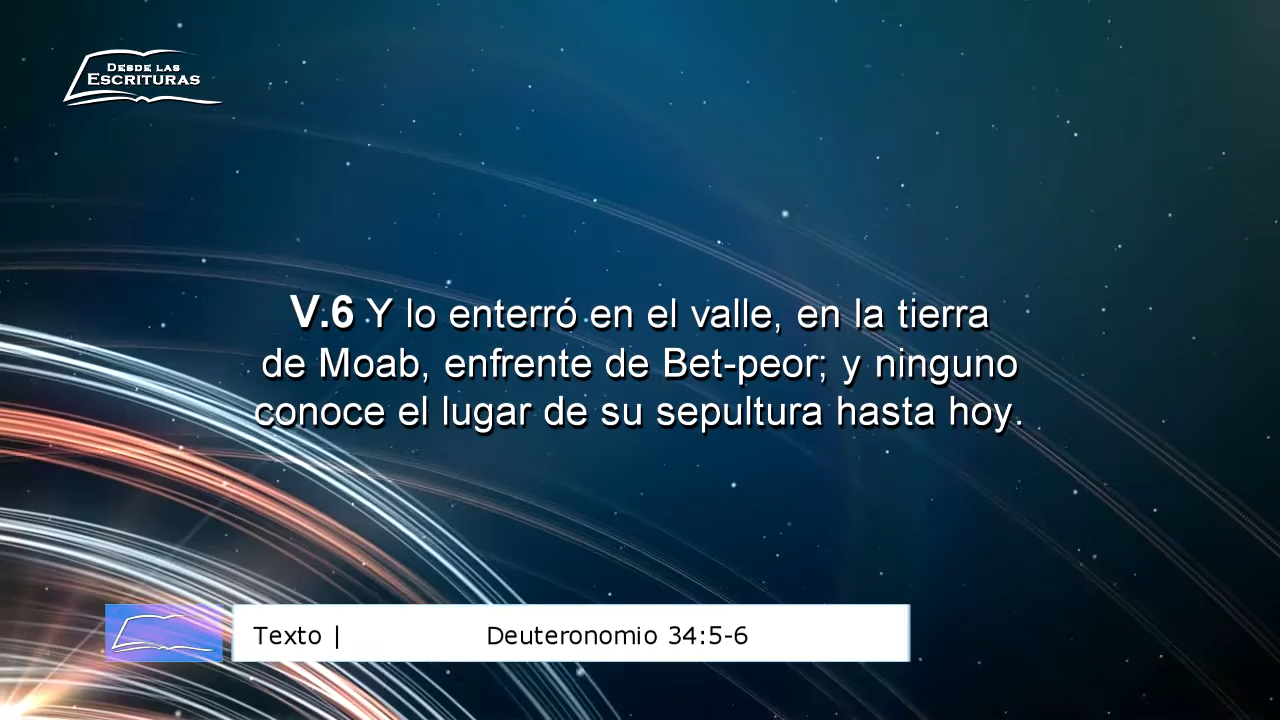 DESDE LAS
ESCRITURAS
V.6 Y lo enterró en el valle, en la tierra
de Moab, enfrente de Bet-peor; y ninguno
conoce el lugar de su sepultura hasta hoy.
Texto | Deuteronomio 34:5-6